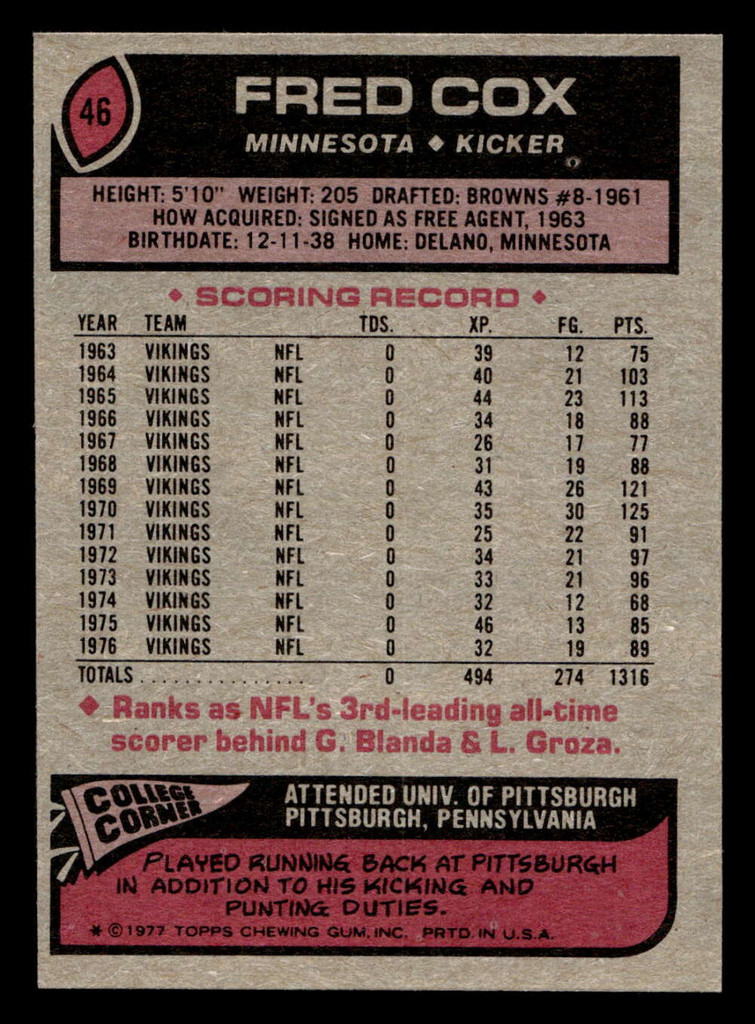 46
FRED COX
MINNESOTA ◆ KICKER
HEIGHT: 5'10" WEIGHT: 205 DRAFTED: BROWNS #8-1961
HOW ACQUIRED: SIGNED AS FREE AGENT, 1963
BIRTHDATE: 12-11-38 HOME: DELANO, MINNESOTA
◆ SCORING RECORD ◆
YEAR TEAM TDS. XP. FG. PTS.
1963 VIKINGS NFL 0 39 12 75
1964 VIKINGS NFL 0 40 21 103
1965 VIKINGS NFL 0 44 23 113
1966 VIKINGS NFL 0 34 18 88
1967 VIKINGS NFL 0 26 17 77
1968 VIKINGS NFL 0 31 19 88
1969 VIKINGS NFL 0 43 26 121
1970 VIKINGS NFL 0 35 30 125
1971 VIKINGS NFL 0 25 22 91
1972 VIKINGS NFL 0 34 21 97
1973 VIKINGS NFL 0 33 21 96
1974 VIKINGS NFL 0 32 12 68
1975 VIKINGS NFL 0 46 13 85
1976 VIKINGS NFL 0 32 19 89
TOTALS . . . . . . . . . . . . . . . 0 494 274 1316
◆ Ranks as NFL's 3rd-leading all-time
scorer behind G. Blanda & L. Groza.
COLLEGE
CORNER
ATTENDED UNIV. OF PITTSBURGH
PITTSBURGH, PENNSYLVANIA
PLAYED RUNNING BACK AT PITTSBURGH
IN ADDITION TO HIS KICKING AND
PUNTING DUTIES.
* © 1977 TOPPS CHEWING GUM, INC. PRTD. IN U.S.A.